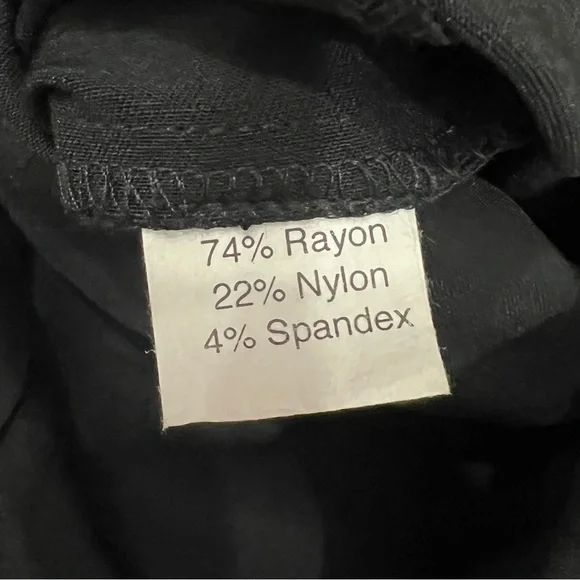 74% Rayon
22% Nylon
4% Spandex